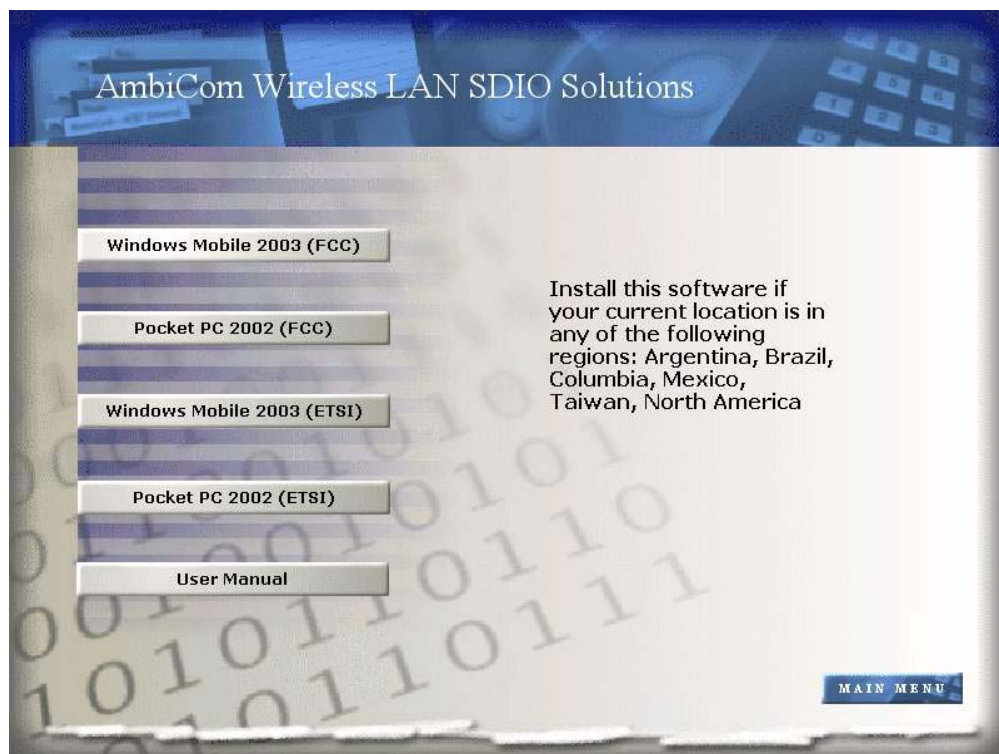 AmbiCom Wireless LAN SDIO Solutions
Windows Mobile 2003 (FCC)
Pocket PC 2002 (FCC)
Windows Mobile 2003 (ETSI)
Pocket PC 2002 (ETSI)
User Manual
Install this software if
your current location is in
any of the following
regions: Argentina, Brazil,
Columbia, Mexico,
Taiwan, North America
MAIN MENU